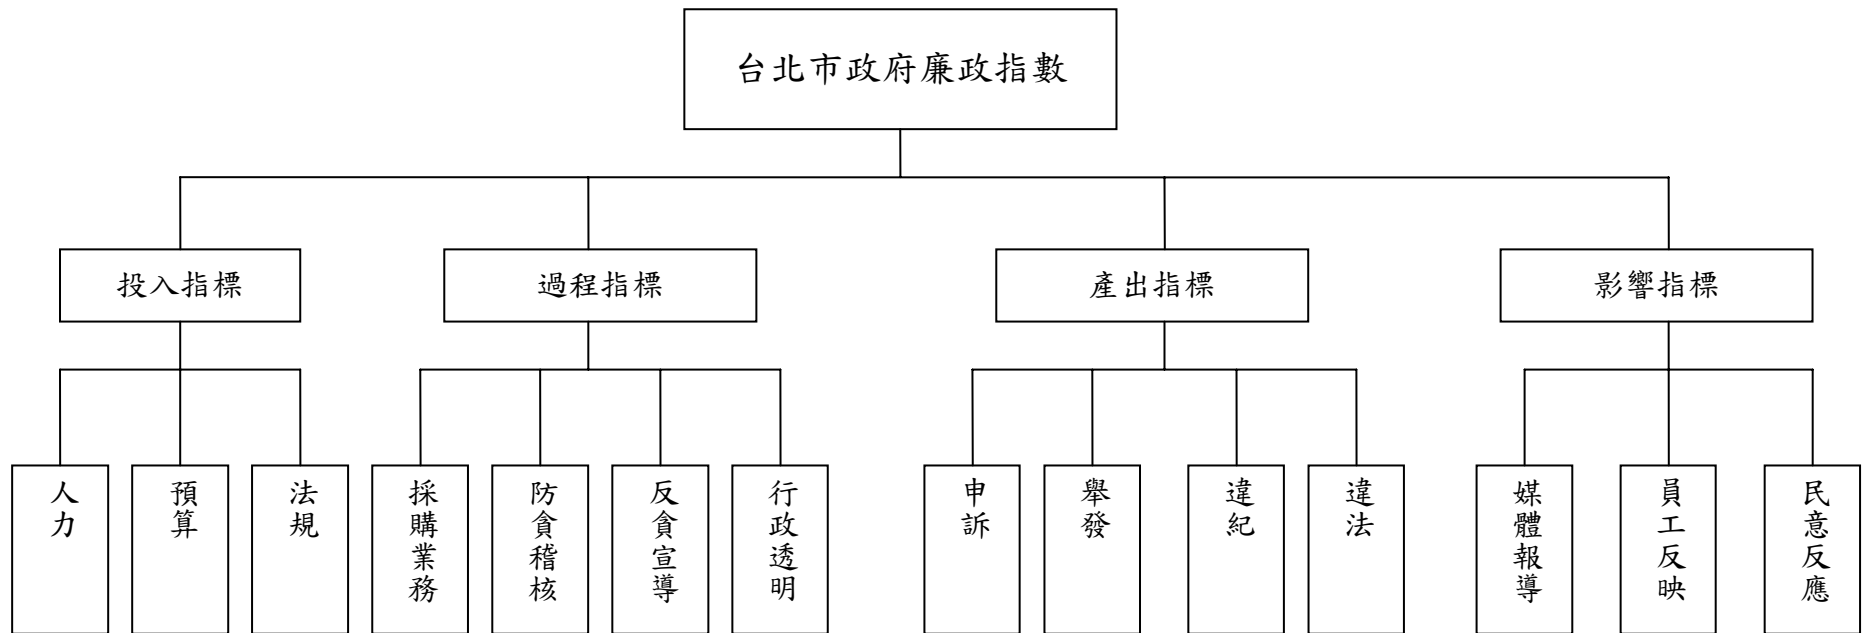 台北市政府廉政指數
投入指標
過程指標
產出指標
影響指標
人力
預算
法規
採購業務
防貪稽核
反貪宣導
行政透明
申訴
舉發
違紀
違法
媒體報導
員工反映
民意反應